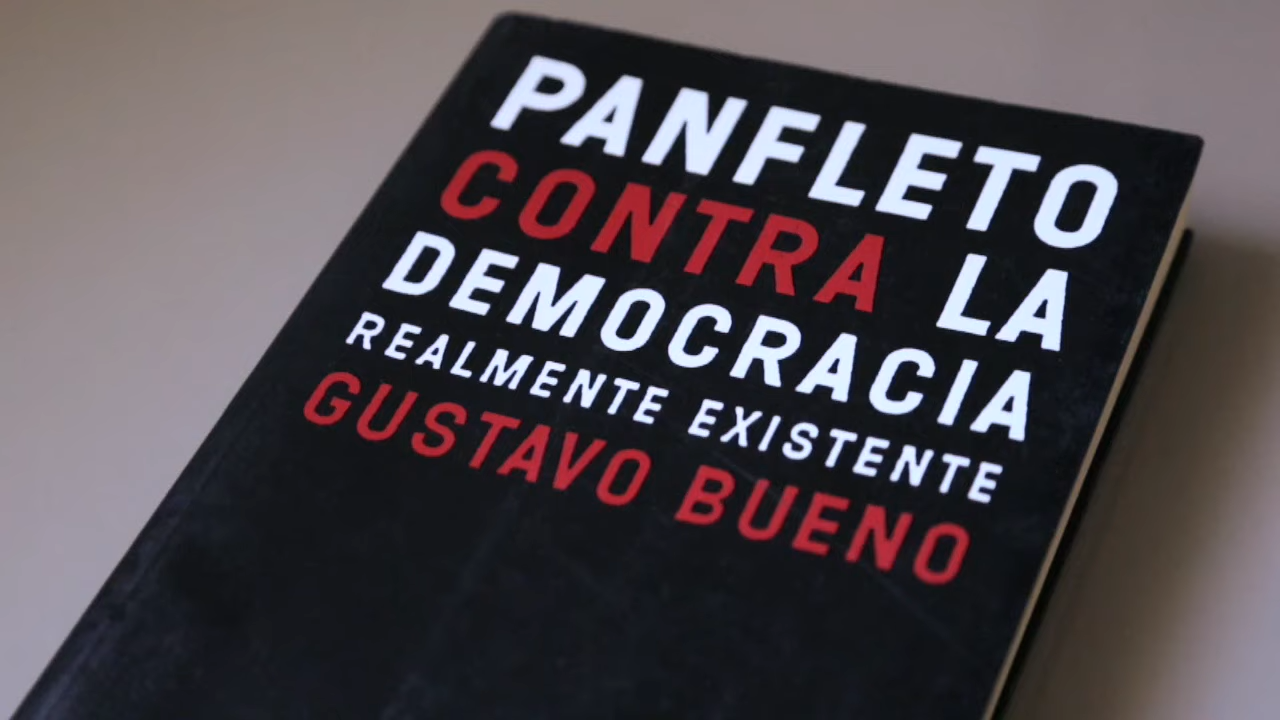 PANFLETO
CONTRA LA
DEMOCRACIA
REALMENTE EXISTENTE
GUSTAVO BUENO